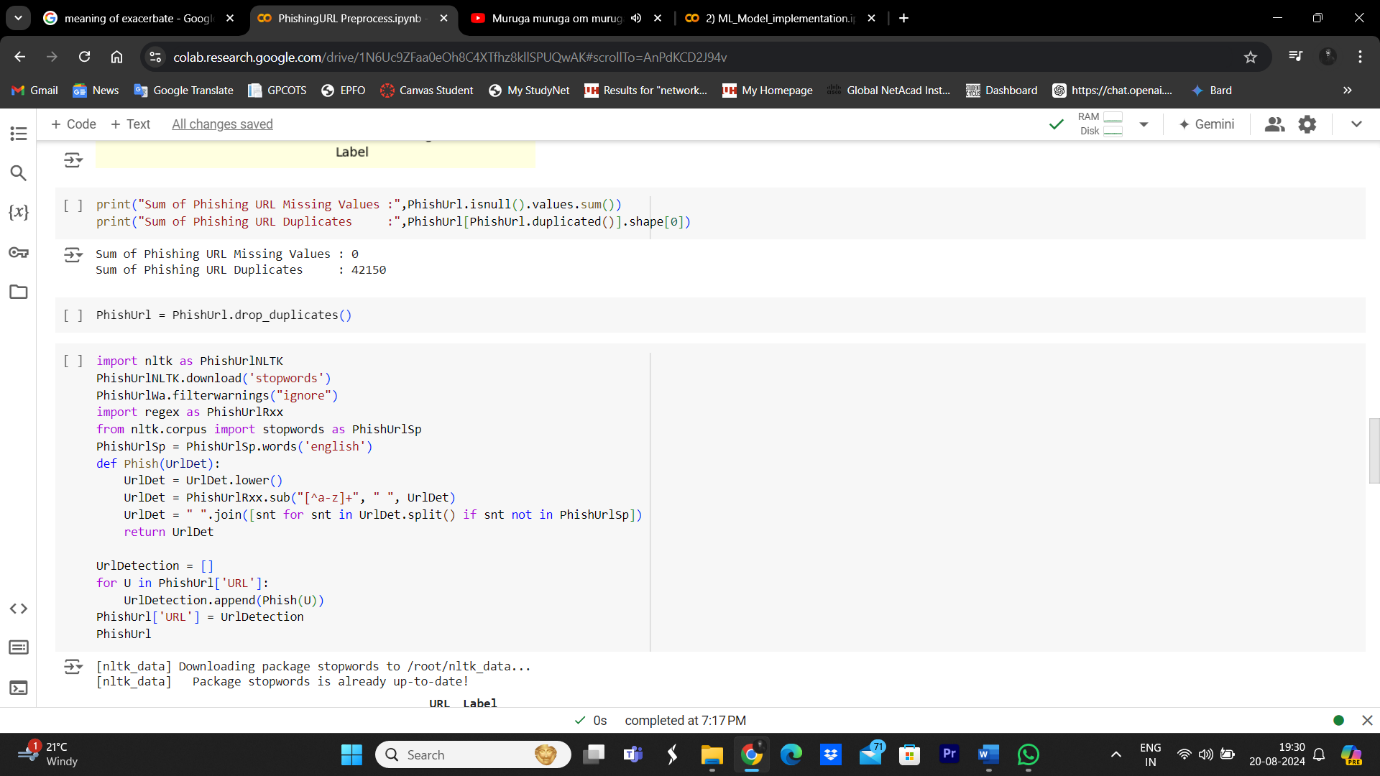 meaning of exacerbate - Googl
PhishingURL Preprocess.ipynb
Muruga muruga om murug
2) ML_Model_implementation.i
colab.research.google.com/drive/1N6Uc9ZFaa0eOh8C4XTfhz8kllSPUQwAK#scrollTo=AnPdKCD2J94v
Gmail News Google Translate GPCOTS EPFO Canvas Student My StudyNet Results for "network... My Homepage Global NetAcad Inst... Dashboard https://chat.openai.... Bard
+ Code + Text All changes saved RAM Disk Gemini
Label
[ ] print("Sum of Phishing URL Missing Values :",PhishUrl.isnull().values.sum())
print("Sum of Phishing URL Duplicates     :",PhishUrl[PhishUrl.duplicated()].shape[0])
Sum of Phishing URL Missing Values : 0
Sum of Phishing URL Duplicates     : 42150
[ ] PhishUrl = PhishUrl.drop_duplicates()
[ ] import nltk as PhishUrlNLTK
PhishUrlNLTK.download('stopwords')
PhishUrlWa.filterwarnings("ignore")
import regex as PhishUrlRxx
from nltk.corpus import stopwords as PhishUrlSp
PhishUrlSp = PhishUrlSp.words('english')
def Phish(UrlDet):
    UrlDet = UrlDet.lower()
    UrlDet = PhishUrlRxx.sub("[^a-z]+", " ", UrlDet)
    UrlDet = " ".join([snt for snt in UrlDet.split() if snt not in PhishUrlSp])
    return UrlDet
UrlDetection = []
for U in PhishUrl['URL']:
    UrlDetection.append(Phish(U))
PhishUrl['URL'] = UrlDetection
PhishUrl
[nltk_data] Downloading package stopwords to /root/nltk_data...
[nltk_data]   Package stopwords is already up-to-date!
URL Label
0s completed at 7:17 PM
1 21°C
Windy
Search
71
Pr
W
ENG
IN
19:30
20-08-2024
PRE